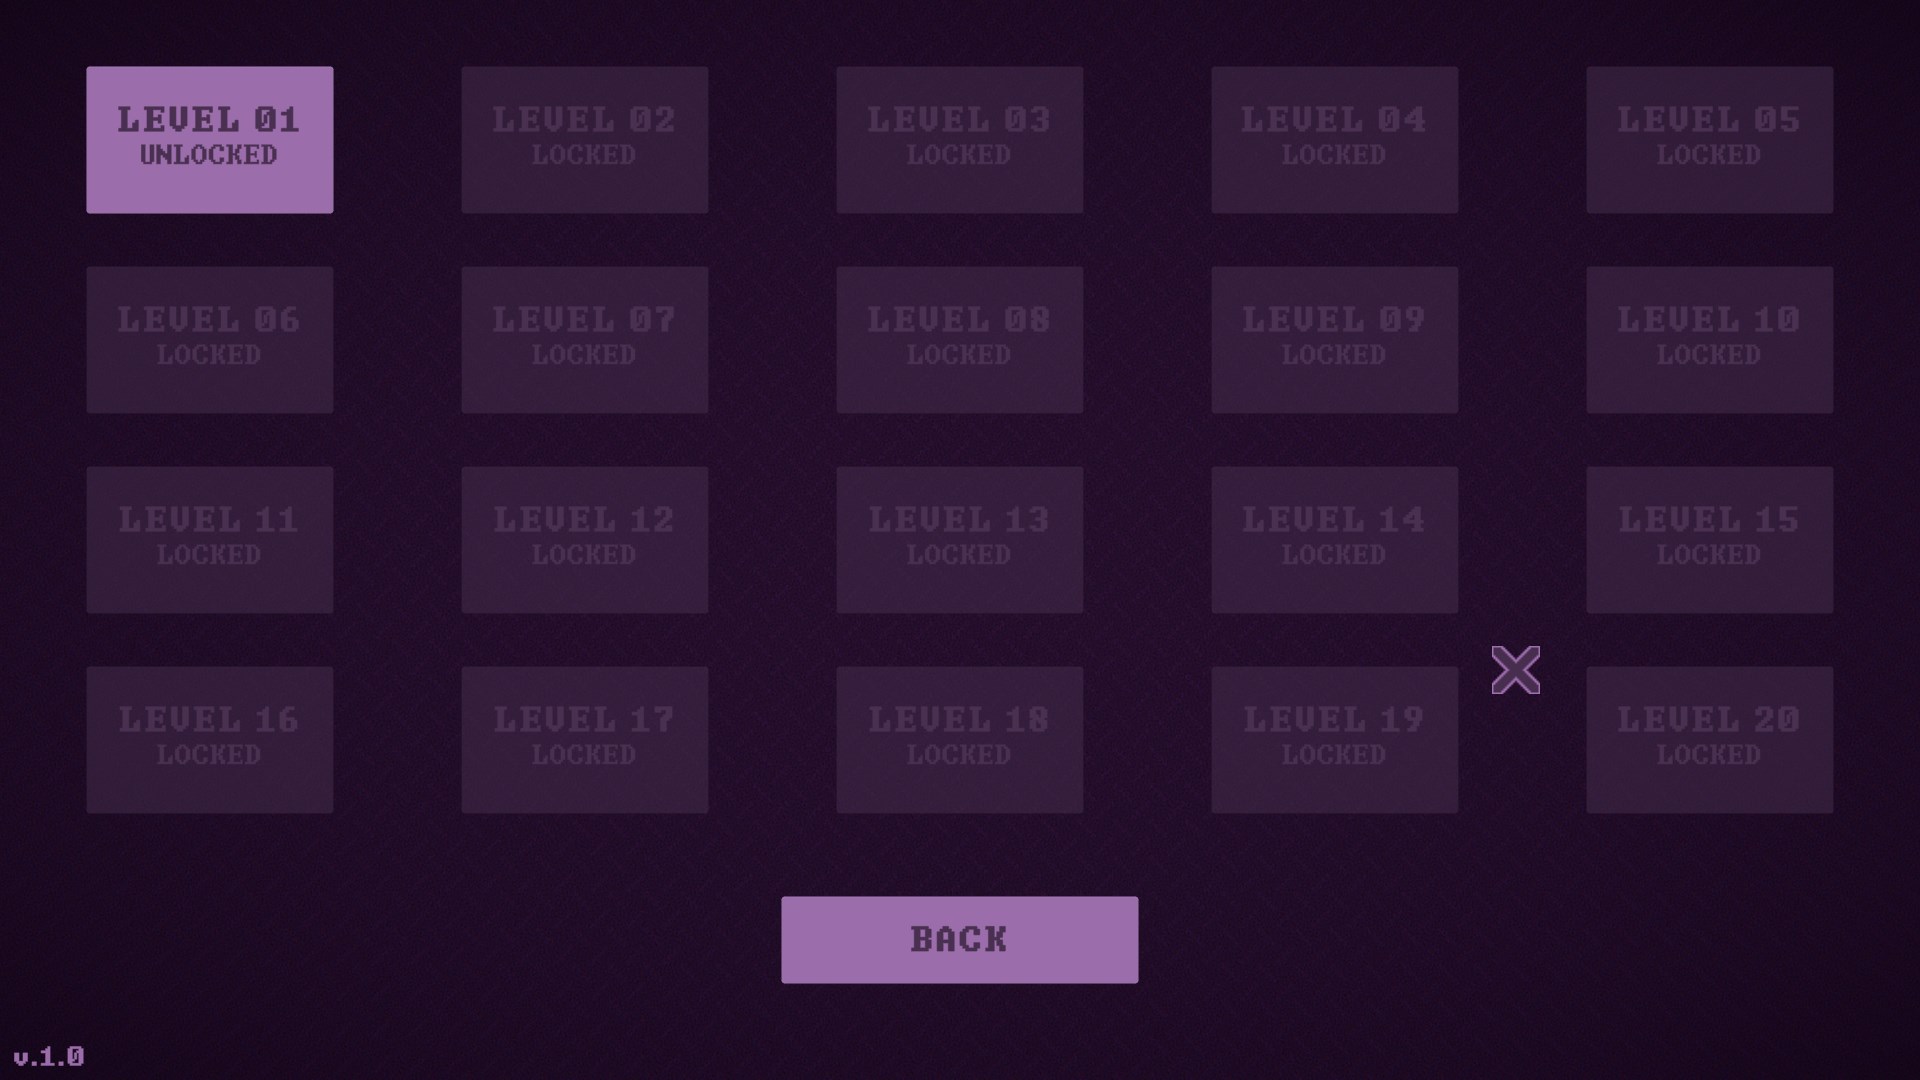 LEVEL 01
UNLOCKED
LEVEL 02
LOCKED
LEVEL 03
LOCKED
LEVEL 04
LOCKED
LEVEL 05
LOCKED
LEVEL 06
LOCKED
LEVEL 07
LOCKED
LEVEL 08
LOCKED
LEVEL 09
LOCKED
LEVEL 10
LOCKED
LEVEL 11
LOCKED
LEVEL 12
LOCKED
LEVEL 13
LOCKED
LEVEL 14
LOCKED
LEVEL 15
LOCKED
LEVEL 16
LOCKED
LEVEL 17
LOCKED
LEVEL 18
LOCKED
LEVEL 19
LOCKED
LEVEL 20
LOCKED
BACK
v.1.0